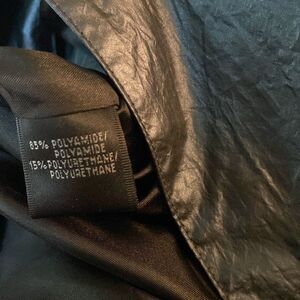 85% POLYAMIDE/
POLYAMIDE
15% POLYURETHANE/
POLYURETHANE